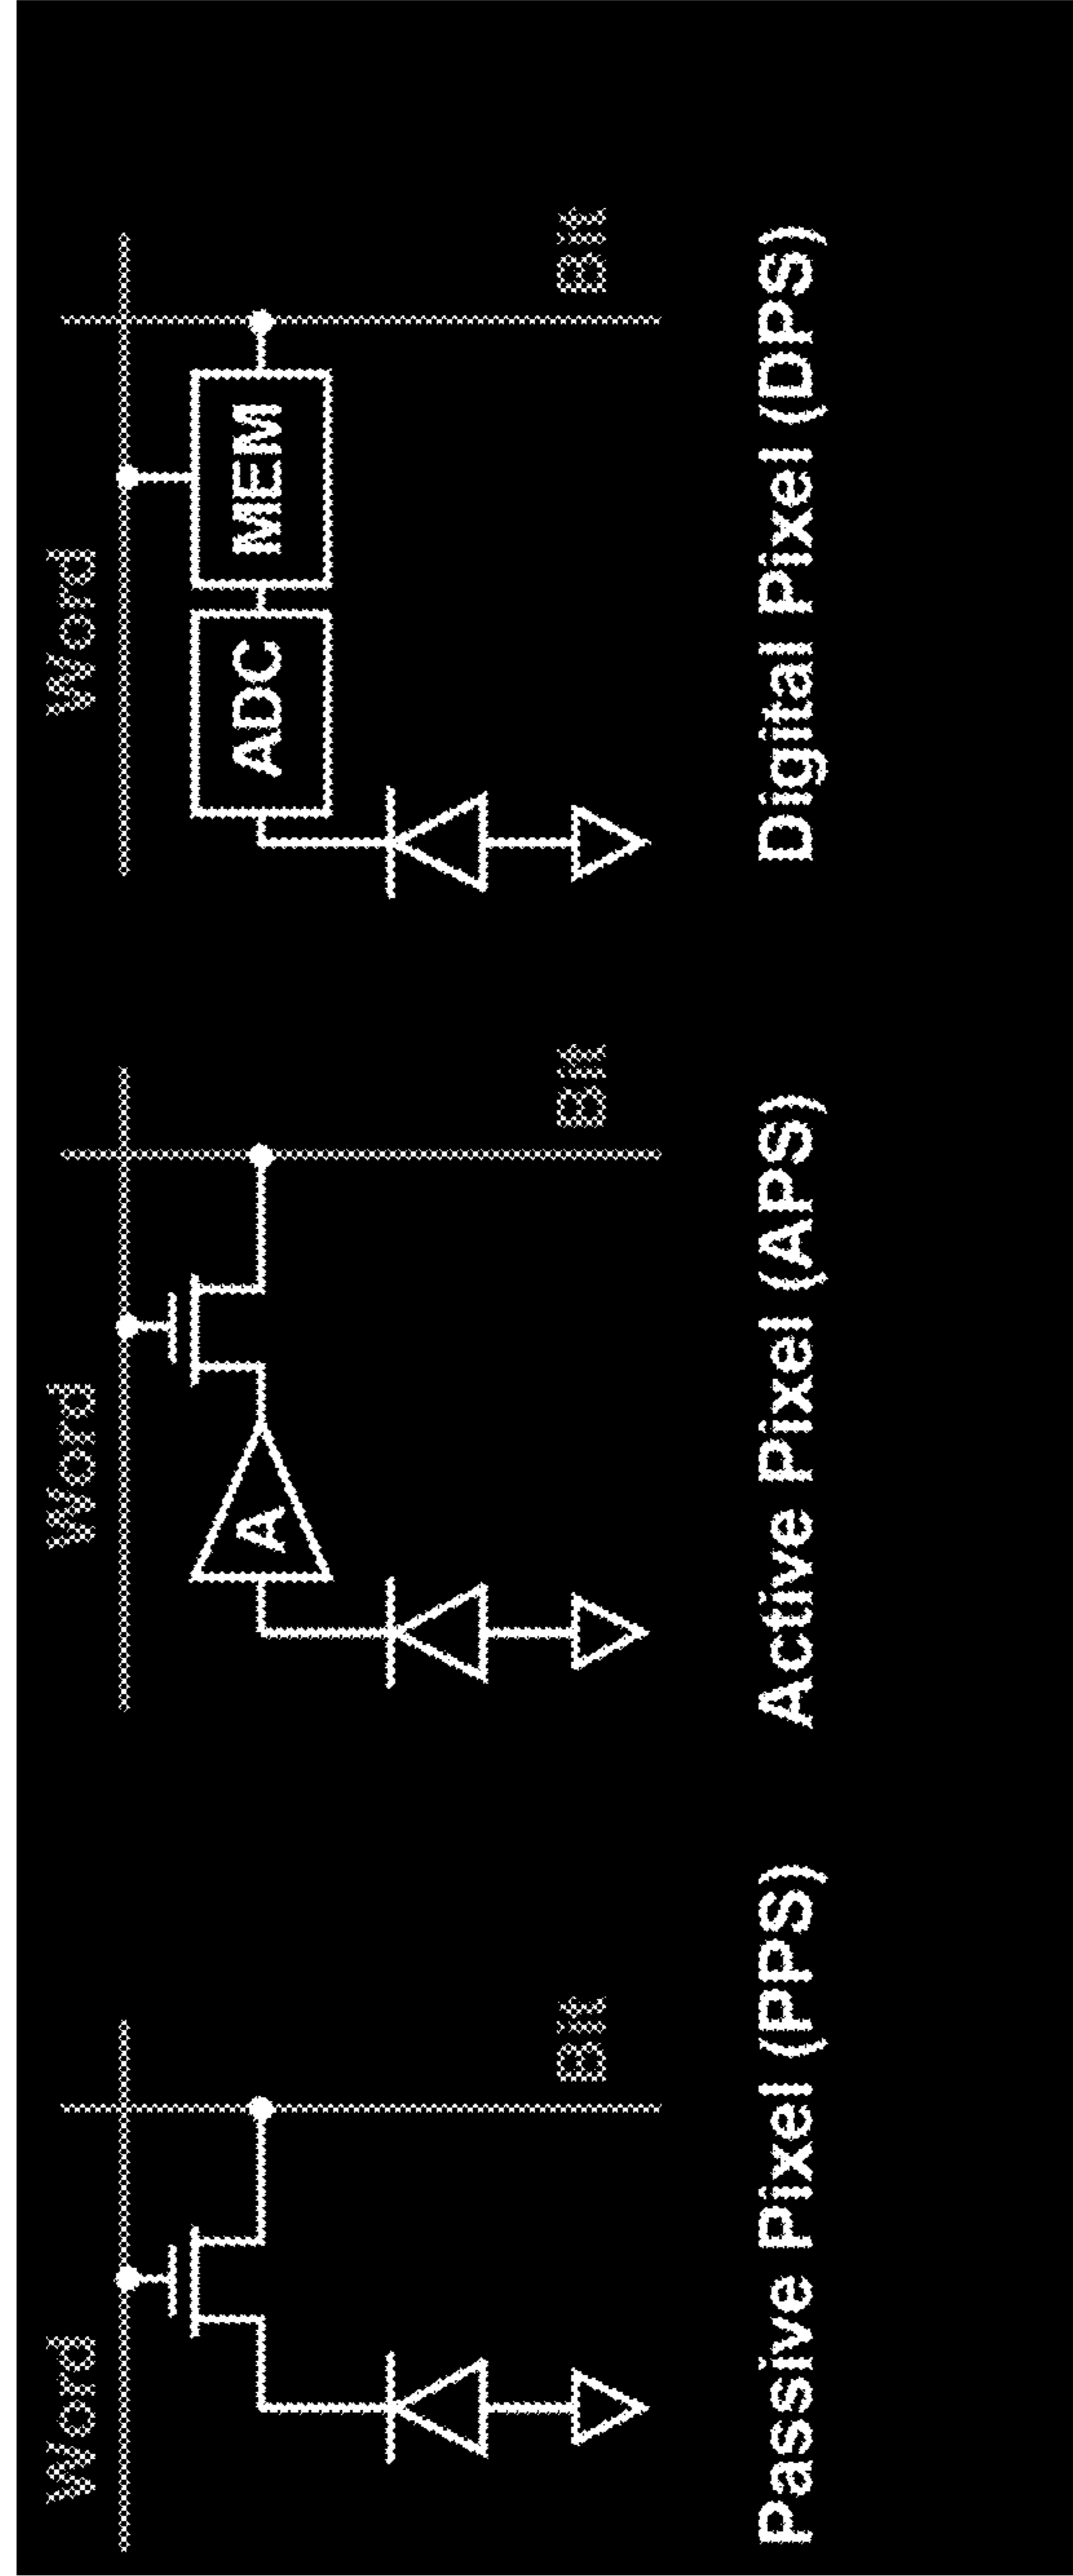 Word
Bit
Passive Pixel (PPS)
Word
A
Bit
Active Pixel (APS)
Word
ADC
MEM
Bit
Digital Pixel (DPS)